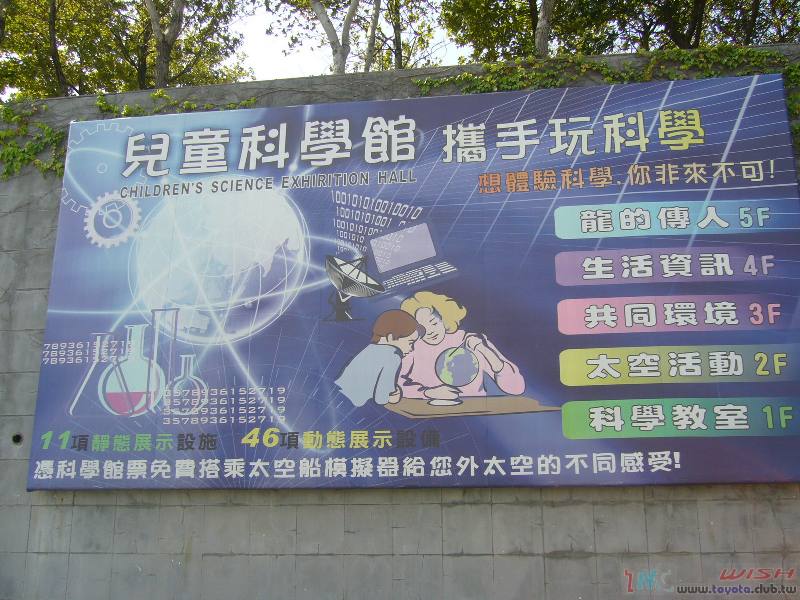 兒童科學館 攜手玩科學
CHILDREN'S SCIENCE EXHIRITION HALL
想體驗科學.你非來不可!
龍的傳人 5F
生活資訊 4F
共同環境 3F
太空活動 2F
科學教室 1F
11項靜態展示設施 46項動態展示設備
憑科學館票免費搭乘太空船模擬器給您外太空的不同感受!
WISH
www.toyota.club.tw